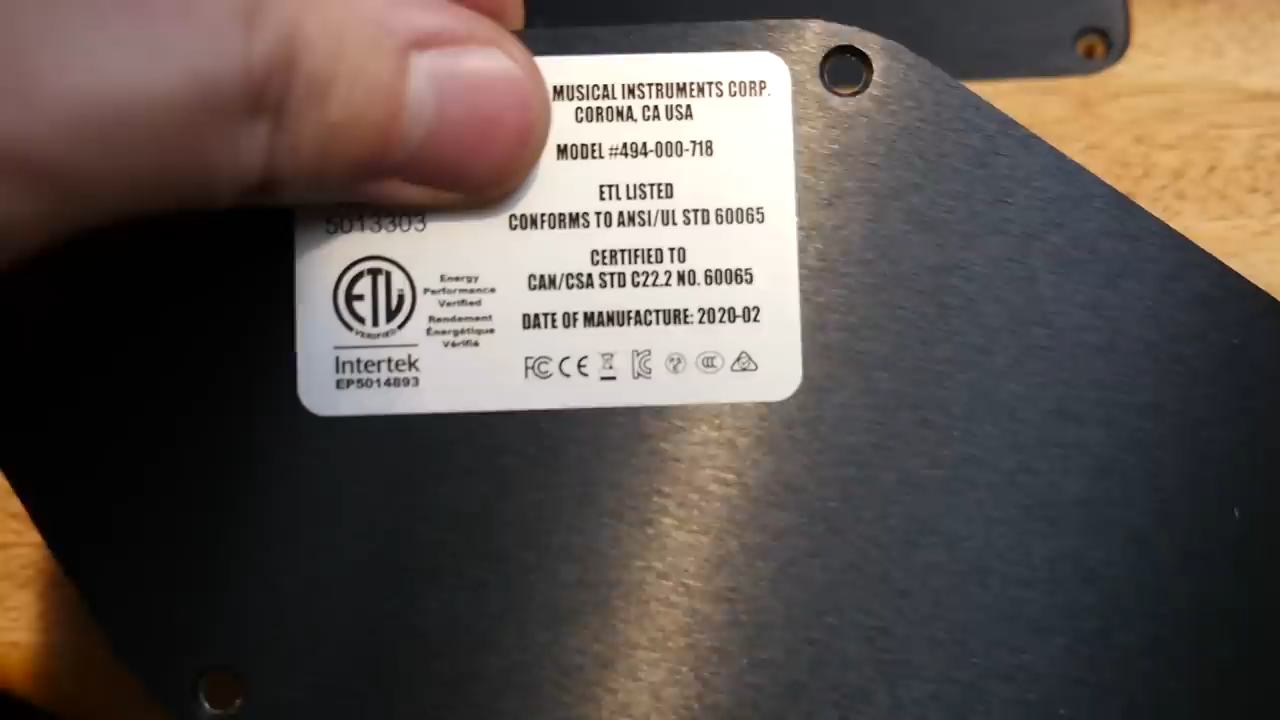 MUSICAL INSTRUMENTS CORP.
CORONA, CA USA
MODEL #494-000-718
ETL LISTED
CONFORMS TO ANSI/UL STD 60065
CERTIFIED TO
CAN/CSA STD C22.2 NO. 60065
DATE OF MANUFACTURE: 2020-02
FC CE
5013303
ETL
VERIFIED
Intertek
EP5014893
Energy
Performance
Verified
Rendement
Énergétique
Vérifié